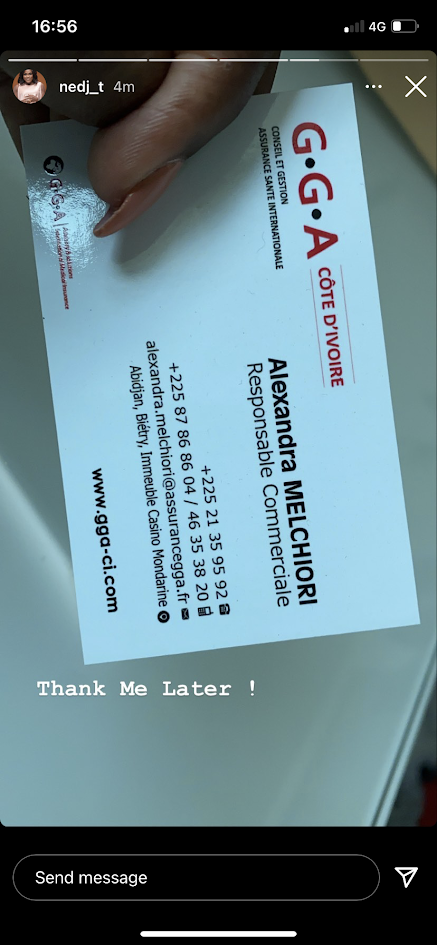 16:56
4G
nedj_t 4m
G•G•A CÔTE D'IVOIRE
CONSEIL ET GESTION
ASSURANCE SANTE INTERNATIONALE
Alexandra MELCHIORI
Responsable Commerciale
+225 21 35 95 92
+225 87 86 86 04 / 46 35 38 20
alexandra.melchiori@assurancegga.fr
Abidjan, Biétry, Immeuble Casino Mondarine
www.gga-ci.com
G•G•A
Thank Me Later !
Send message